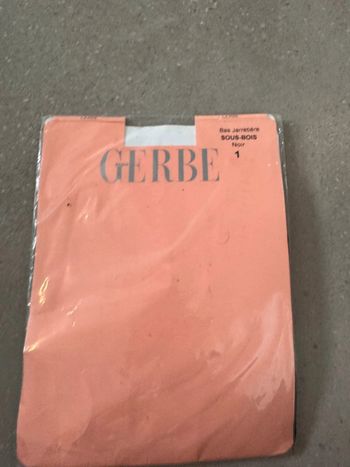 Bas Jarretière
SOUS-BOIS
Noir
1
GERBE